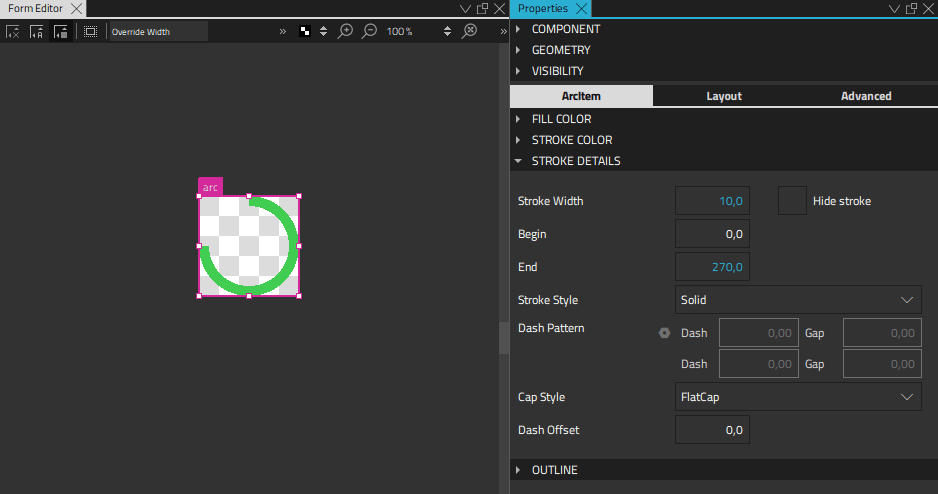 Form Editor
Properties
Override Width
»
100 %
»
COMPONENT
GEOMETRY
VISIBILITY
ArcItem Layout Advanced
FILL COLOR
STROKE COLOR
STROKE DETAILS
arc
Stroke Width 10,0 Hide stroke
Begin 0,0
End 270,0
Stroke Style Solid
Dash Pattern Dash 0,00 Gap 0,00
Dash 0,00 Gap 0,00
Cap Style FlatCap
Dash Offset 0,0
OUTLINE